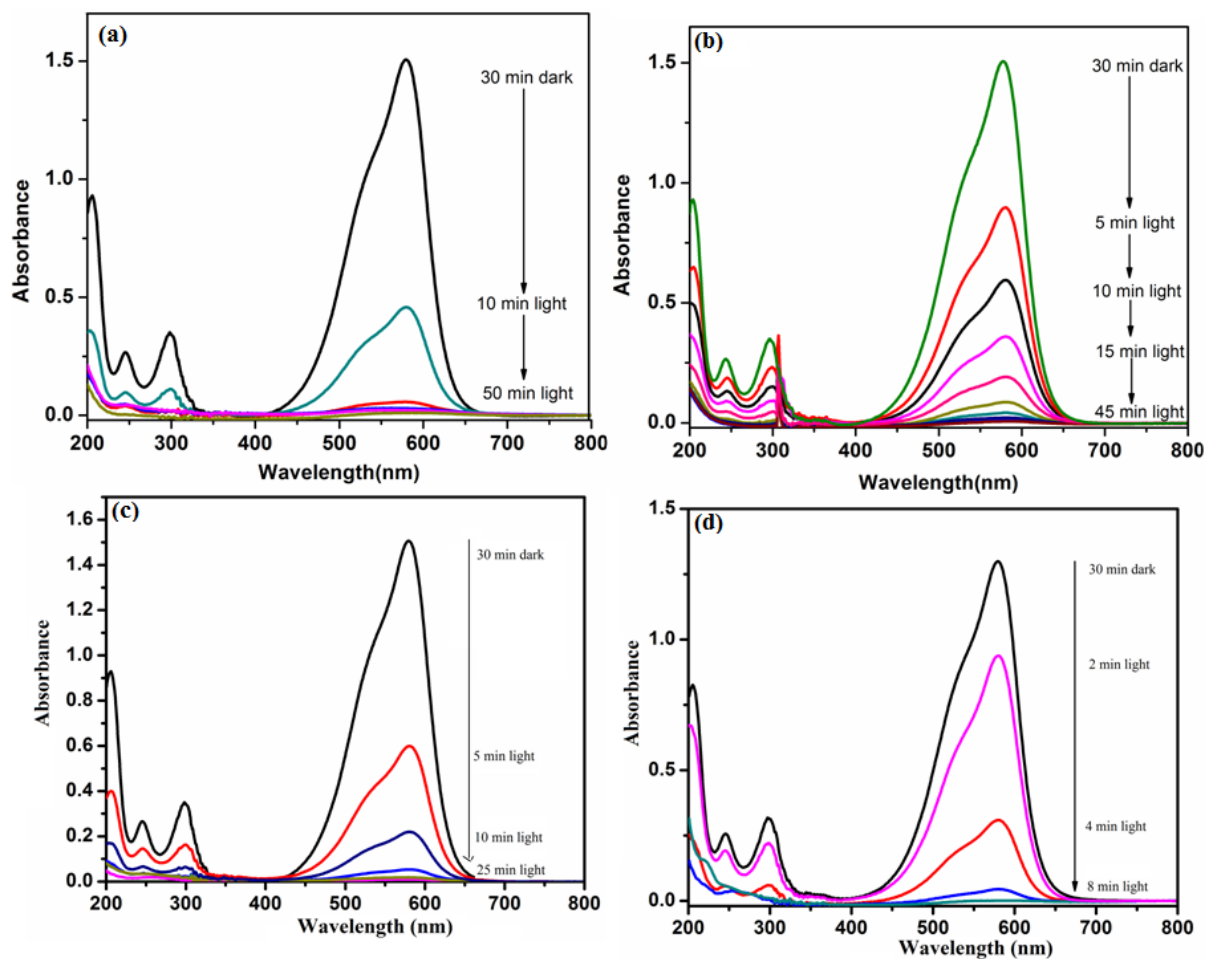 (a)
30 min dark
10 min light
50 min light
1.5
1.0
0.5
0.0
Absorbance
200 300 400 500 600 700 800
Wavelength(nm)
(b)
30 min dark
5 min light
10 min light
15 min light
45 min light
1.5
1.0
0.5
0.0
Absorbance
200 300 400 500 600 700 800
Wavelength(nm)
(c)
30 min dark
5 min light
10 min light
25 min light
1.6
1.4
1.2
1.0
0.8
0.6
0.4
0.2
0.0
Absorbance
200 300 400 500 600 700 800
Wavelength (nm)
(d)
30 min dark
2 min light
4 min light
8 min light
1.5
1.0
0.5
0.0
Absorbance
200 300 400 500 600 700 800
Wavelength (nm)